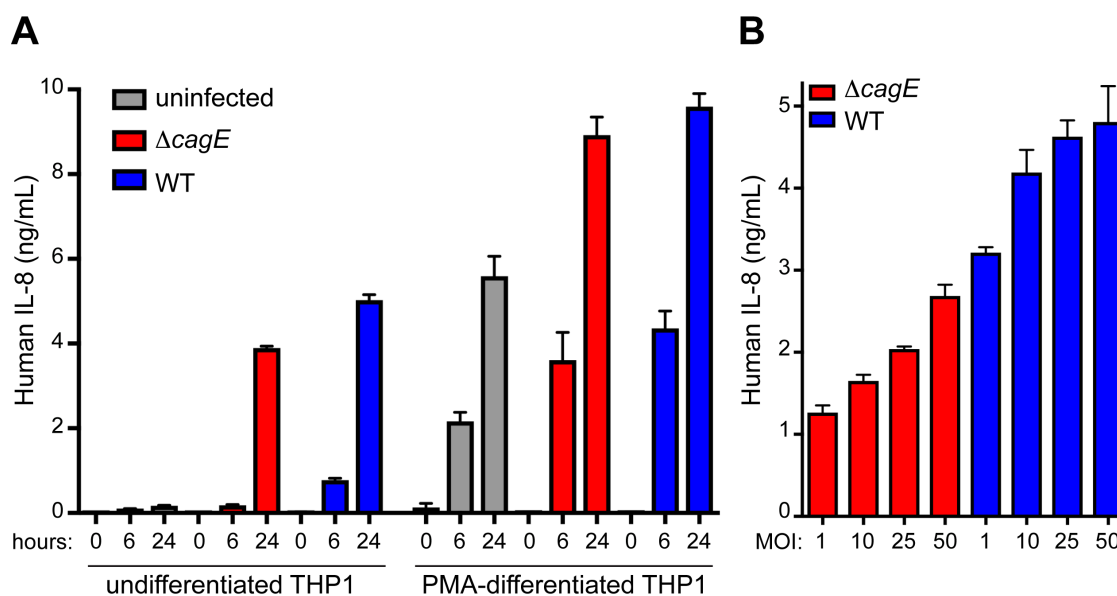 A
B
10
8
6
4
2
0
Human IL-8 (ng/mL)
uninfected
ΔcagE
WT
hours: 0 6 24 0 6 24 0 6 24 0 6 24 0 6 24 0 6 24
undifferentiated THP1
PMA-differentiated THP1
5
4
3
2
1
0
Human IL-8 (ng/mL)
ΔcagE
WT
MOI: 1 10 25 50 1 10 25 50